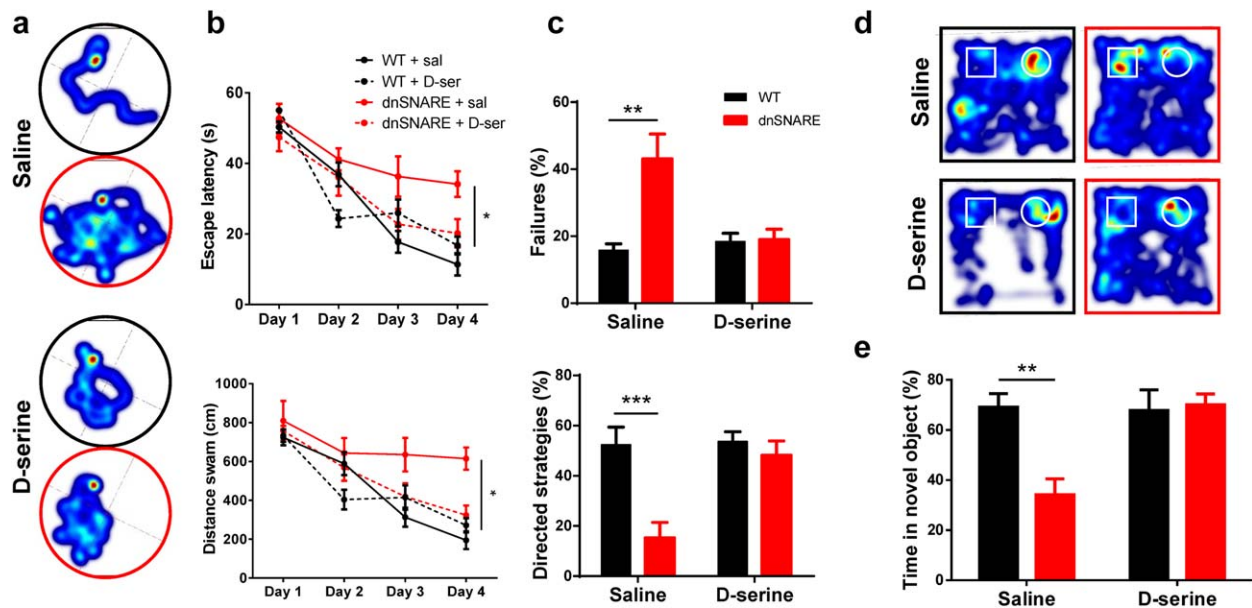 a
Saline
D-serine
b
WT + sal
WT + D-ser
dnSNARE + sal
dnSNARE + D-ser
Escape latency (s)
60
40
20
0
*
Day 1 Day 2 Day 3 Day 4
Distance swam (cm)
1000
800
600
400
200
0
*
Day 1 Day 2 Day 3 Day 4
c
WT
dnSNARE
Failures (%)
80
60
40
20
0
**
Saline D-serine
Directed strategies (%)
80
60
40
20
0
***
Saline D-serine
d
Saline
D-serine
e
Time in novel object (%)
80
60
40
20
0
**
Saline D-serine